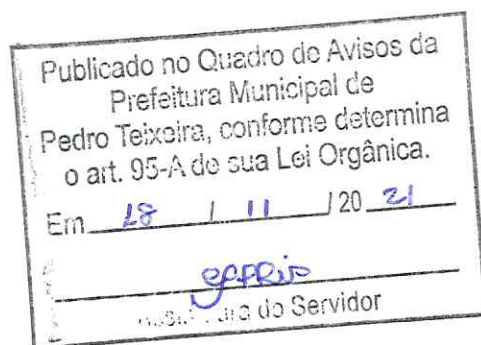 Publicado no Quadro de Avisos da
Prefeitura Municipal de
Pedro Teixeira, conforme determina
o art. 95-A de sua Lei Orgânica.
Em 18 / 11 / 20 21
do Servidor